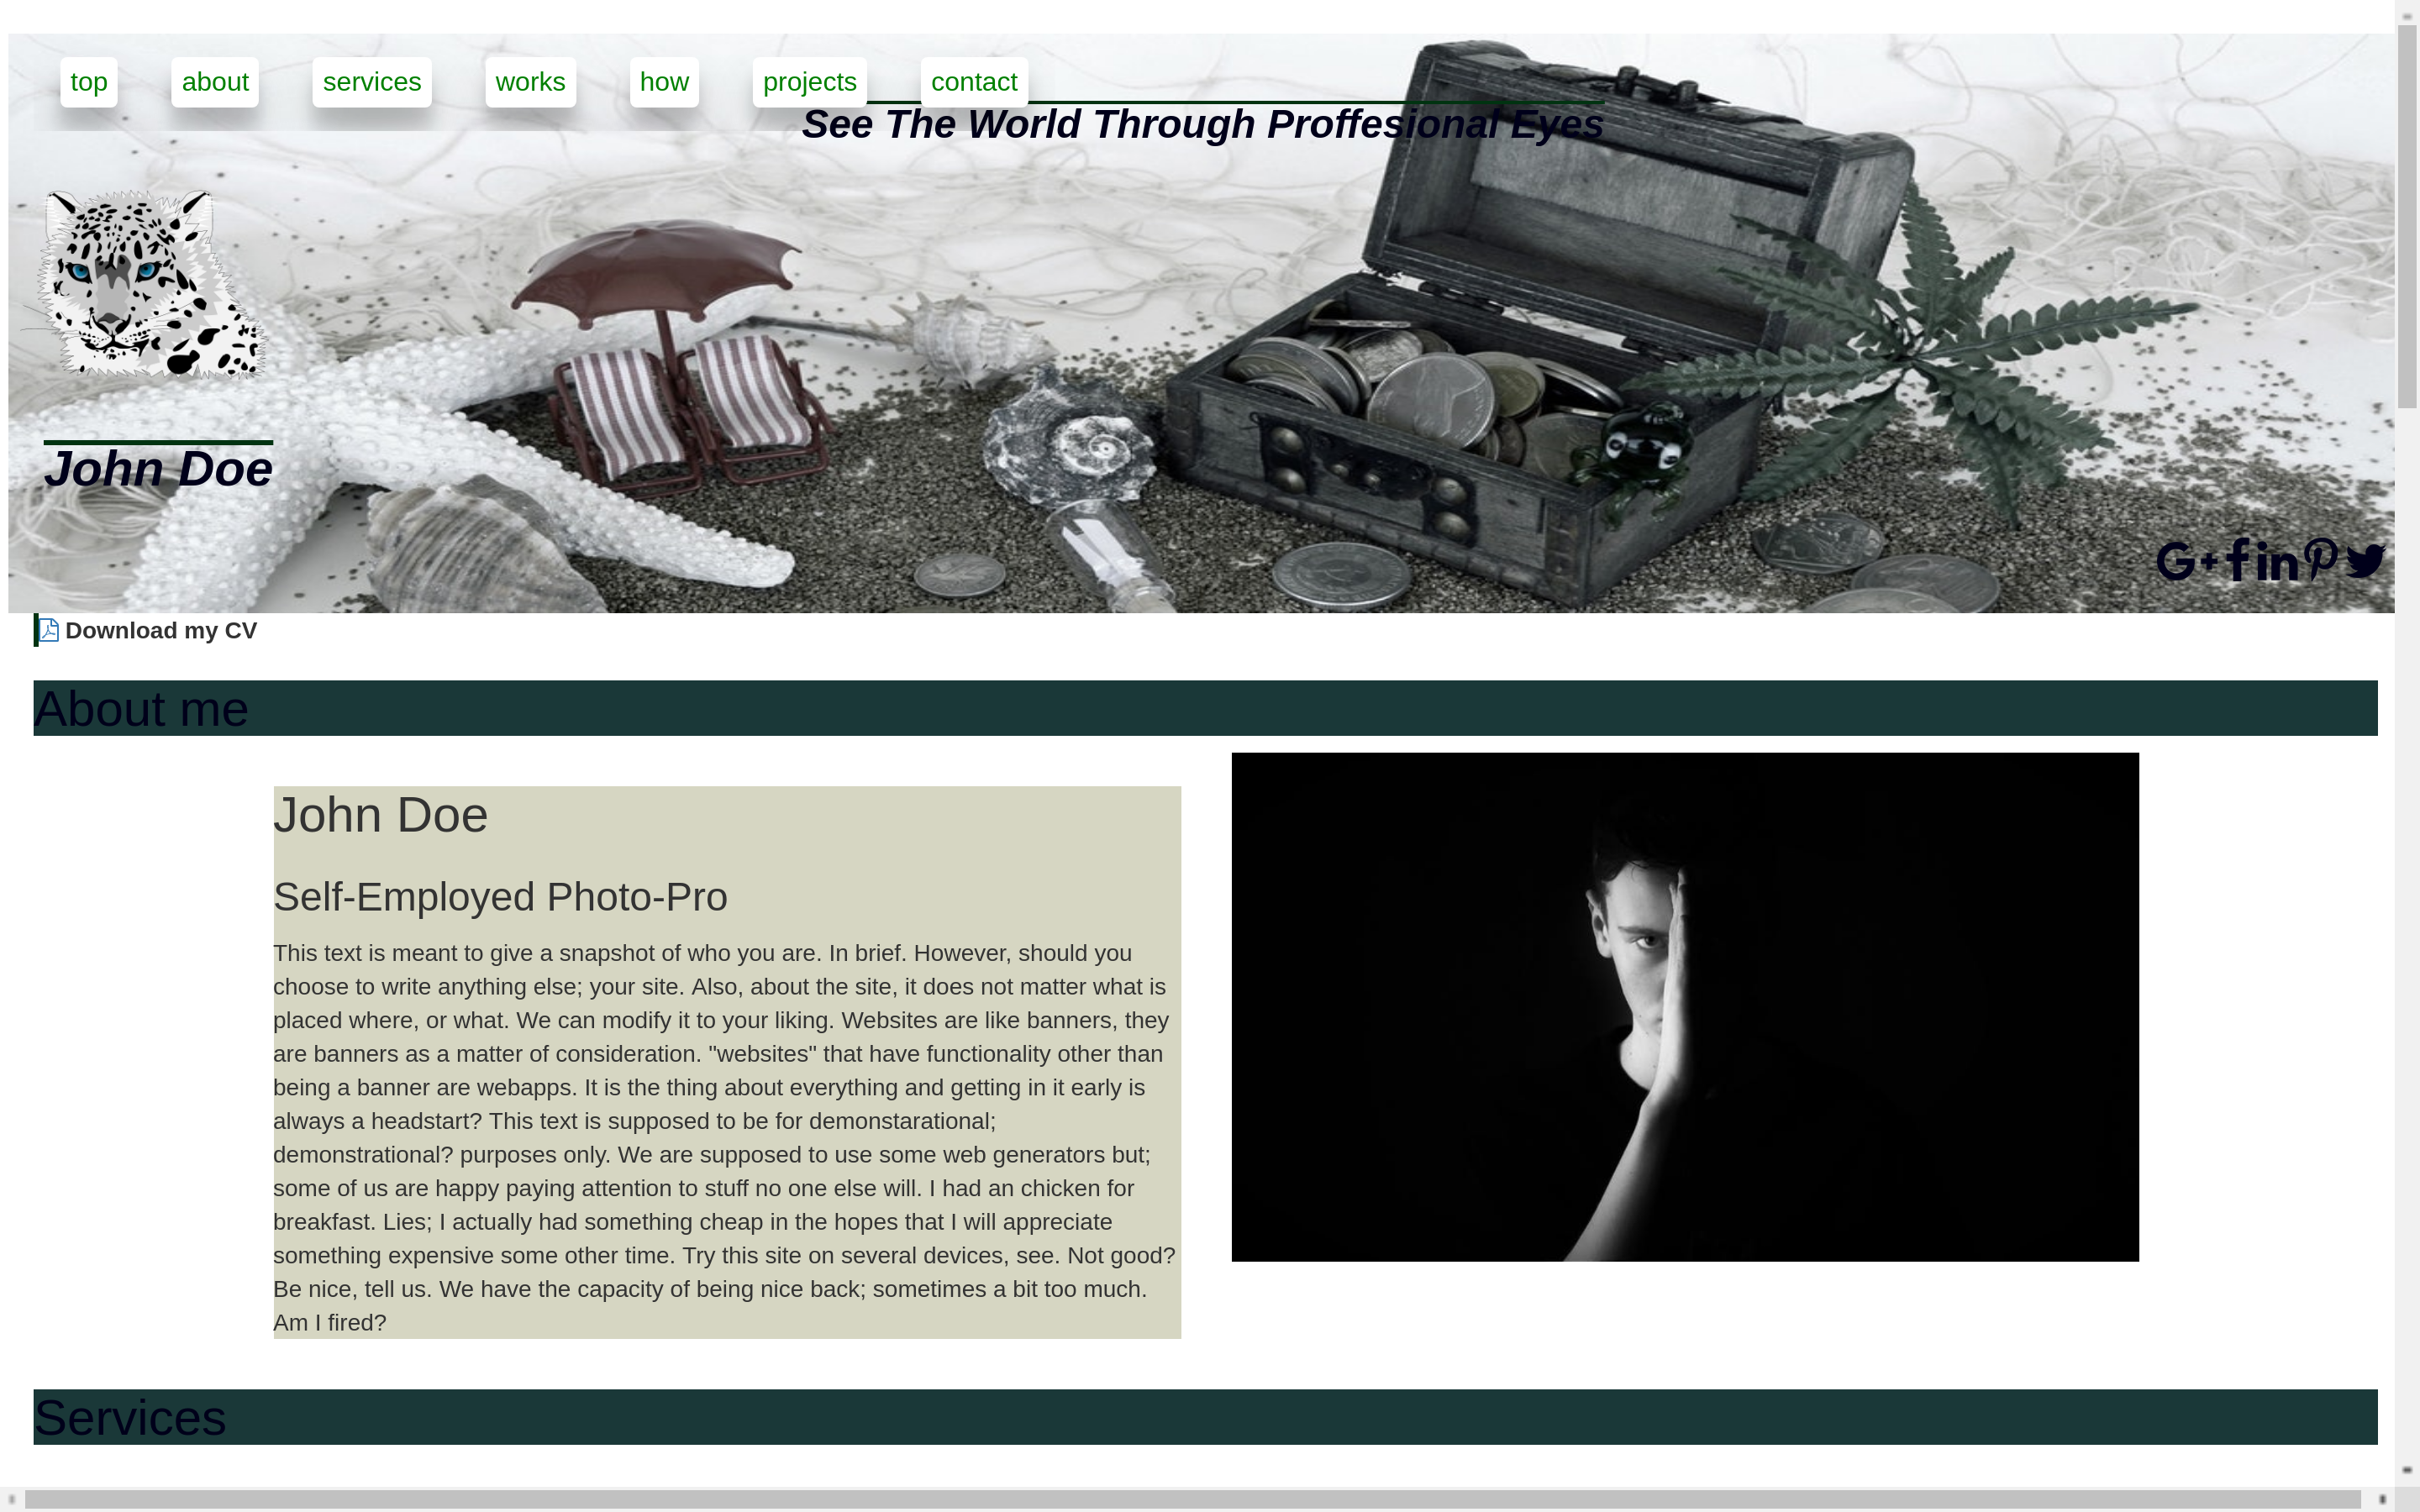 top about services works how projects contact
See The World Through Proffesional Eyes
John Doe
Download my CV
About me
John Doe
Self-Employed Photo-Pro
This text is meant to give a snapshot of who you are. In brief. However, should you
choose to write anything else; your site. Also, about the site, it does not matter what is
placed where, or what. We can modify it to your liking. Websites are like banners, they
are banners as a matter of consideration. "websites" that have functionality other than
being a banner are webapps. It is the thing about everything and getting in it early is
always a headstart? This text is supposed to be for demonstarational;
demonstrational? purposes only. We are supposed to use some web generators but;
some of us are happy paying attention to stuff no one else will. I had an chicken for
breakfast. Lies; I actually had something cheap in the hopes that I will appreciate
something expensive some other time. Try this site on several devices, see. Not good?
Be nice, tell us. We have the capacity of being nice back; sometimes a bit too much.
Am I fired?
Services